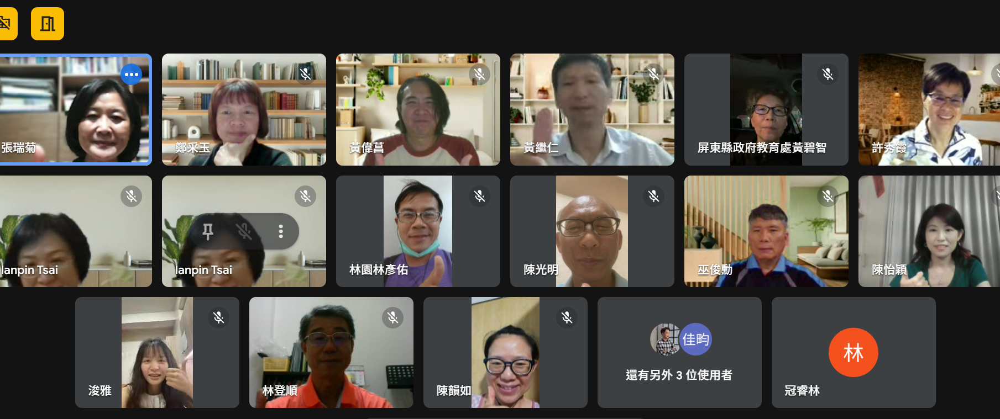 張瑞菊
鄭采玉
黃偉菖
黃繼仁
屏東縣政府教育處黃碧智
許秀霞
lanpin Tsai
lanpin Tsai
林園林彥佑
陳光明
巫俊勳
陳怡穎
浚雅
林登順
陳韻如
佳畇
還有另外 3 位使用者
林
冠睿林